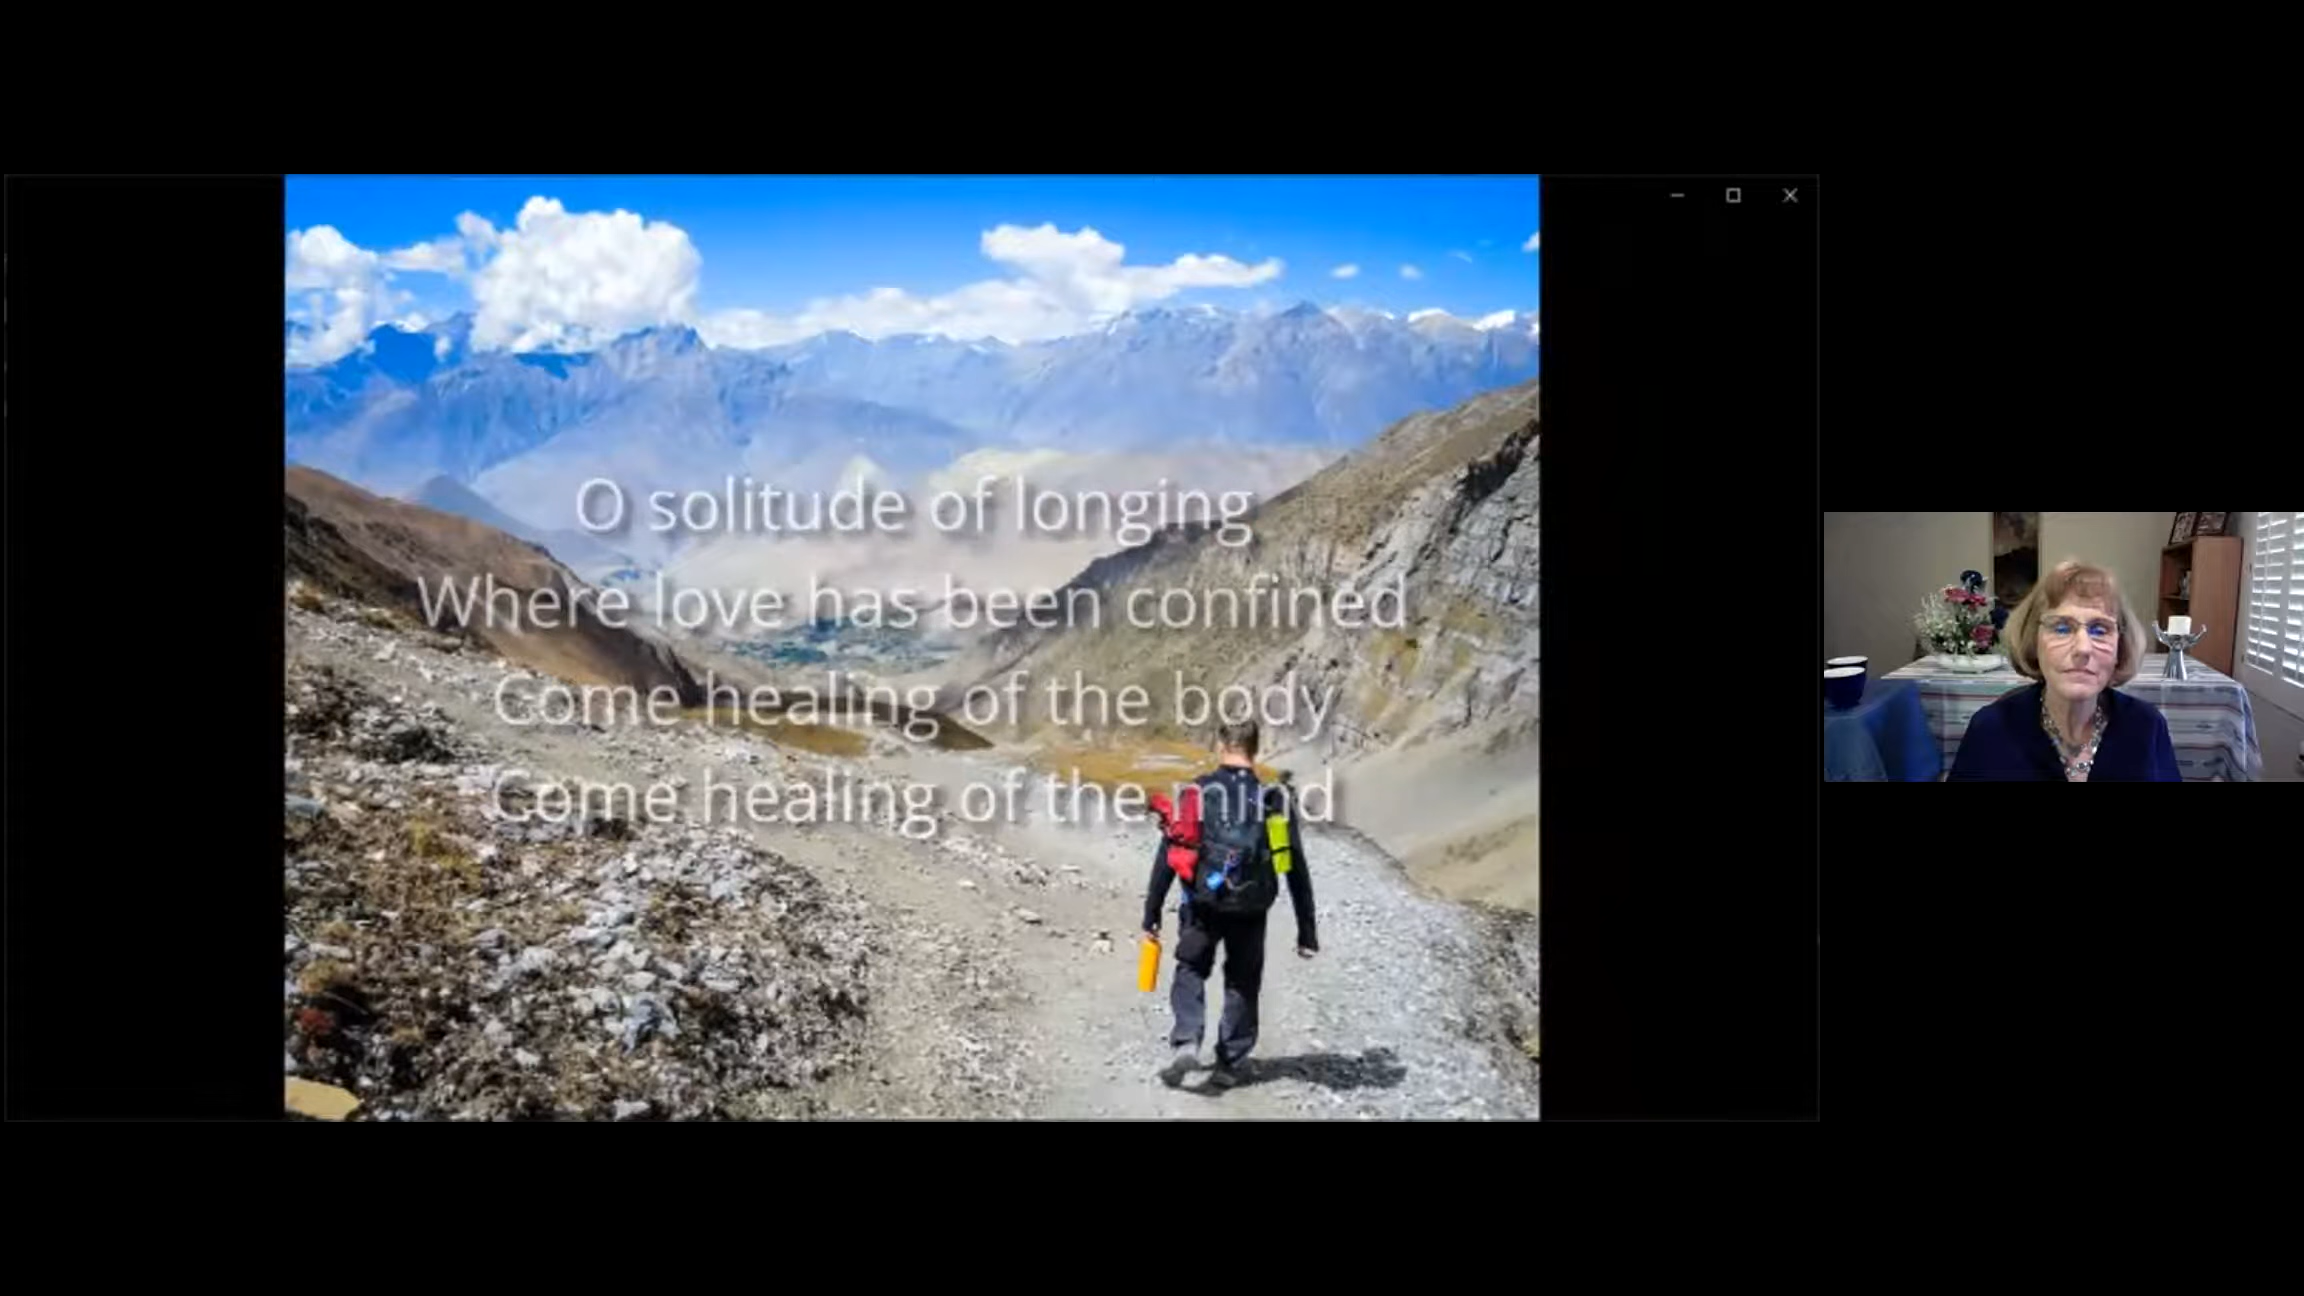 O solitude of longing
Where love has been confined
Come healing of the body
Come healing of the mind